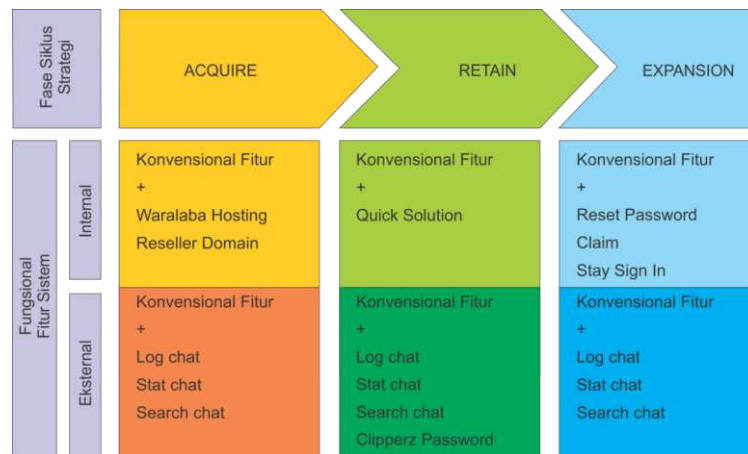 Fase Siklus
Strategi
ACQUIRE
RETAIN
EXPANSION
Fungsional
Fitur Sistem
Internal
Konvensional Fitur
+
Waralaba Hosting
Reseller Domain
Konvensional Fitur
+
Quick Solution
Konvensional Fitur
+
Reset Password
Claim
Stay Sign In
Eksternal
Konvensional Fitur
+
Log chat
Stat chat
Search chat
Konvensional Fitur
+
Log chat
Stat chat
Search chat
Clipperz Password
Konvensional Fitur
+
Log chat
Stat chat
Search chat